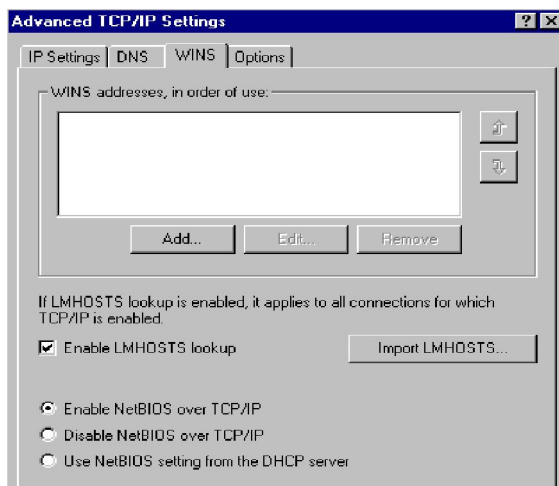 Advanced TCP/IP Settings
IP Settings DNS WINS Options
WINS addresses, in order of use:
Add... Edit... Remove
If LMHOSTS lookup is enabled, it applies to all connections for which
TCP/IP is enabled.
Enable LMHOSTS lookup Import LMHOSTS...
Enable NetBIOS over TCP/IP
Disable NetBIOS over TCP/IP
Use NetBIOS setting from the DHCP server